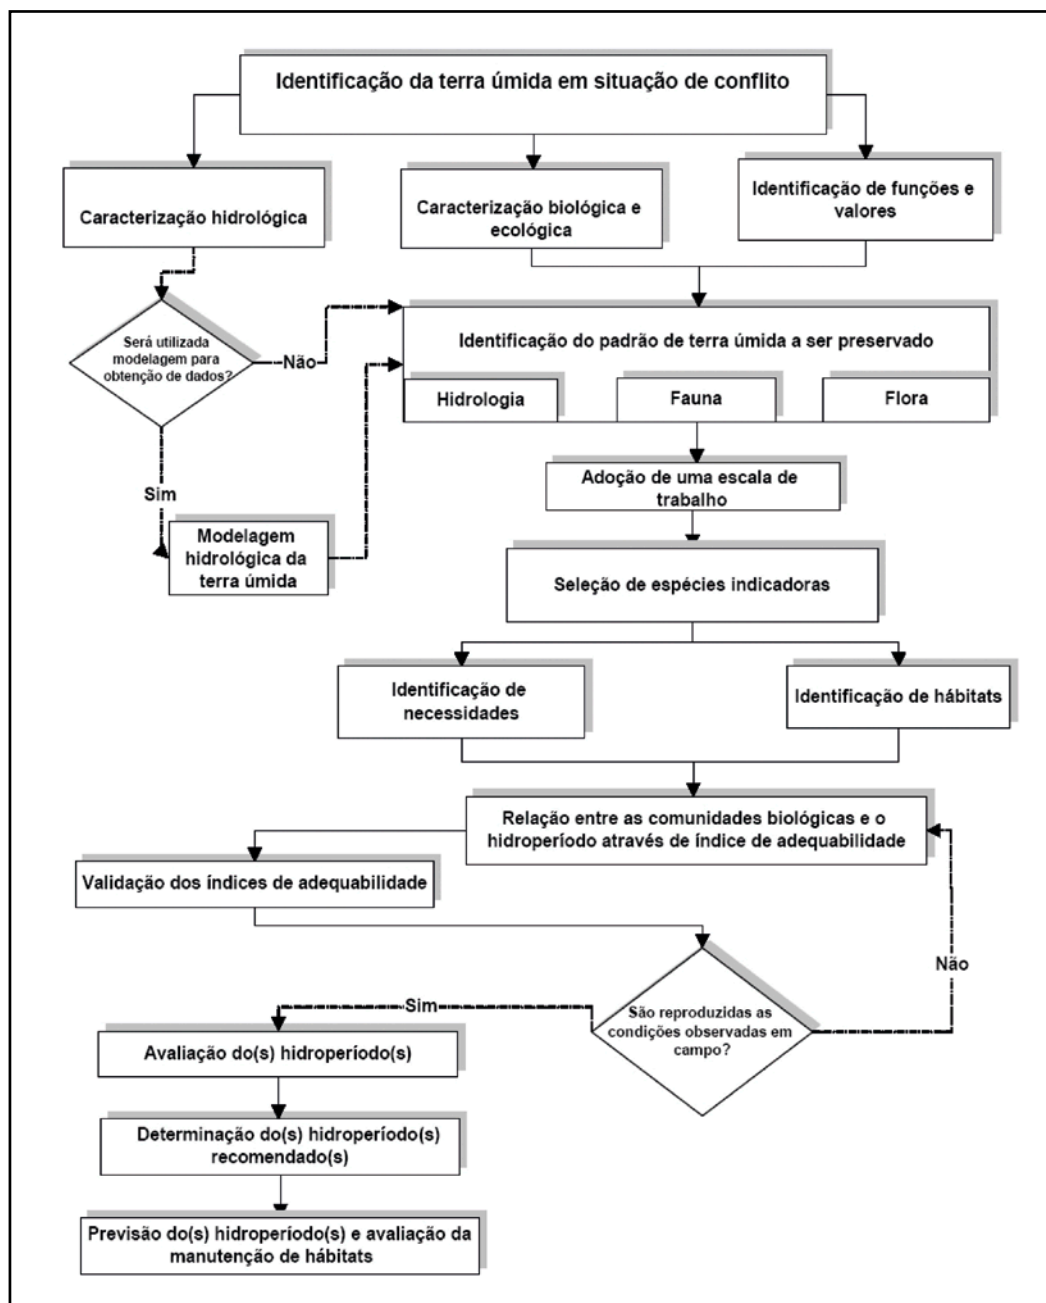 Identificação da terra úmida em situação de conflito
Caracterização hidrológica
Caracterização biológica e
ecológica
Identificação de funções e
valores
Será utilizada
modelagem para
obtenção de dados?
Não
Sim
Modelagem
hidrológica da
terra úmida
Identificação do padrão de terra úmida a ser preservado
Hidrologia
Fauna
Flora
Adoção de uma escala de
trabalho
Seleção de espécies indicadoras
Identificação de
necessidades
Identificação de hábitats
Relação entre as comunidades biológicas e o
hidroperíodo através de índice de adequabilidade
Validação dos índices de adequabilidade
São reproduzidas as
condições observadas em
campo?
Não
Sim
Avaliação do(s) hidroperíodo(s)
Determinação do(s) hidroperíodo(s)
recomendado(s)
Previsão do(s) hidroperíodo(s) e avaliação da
manutenção de hábitats